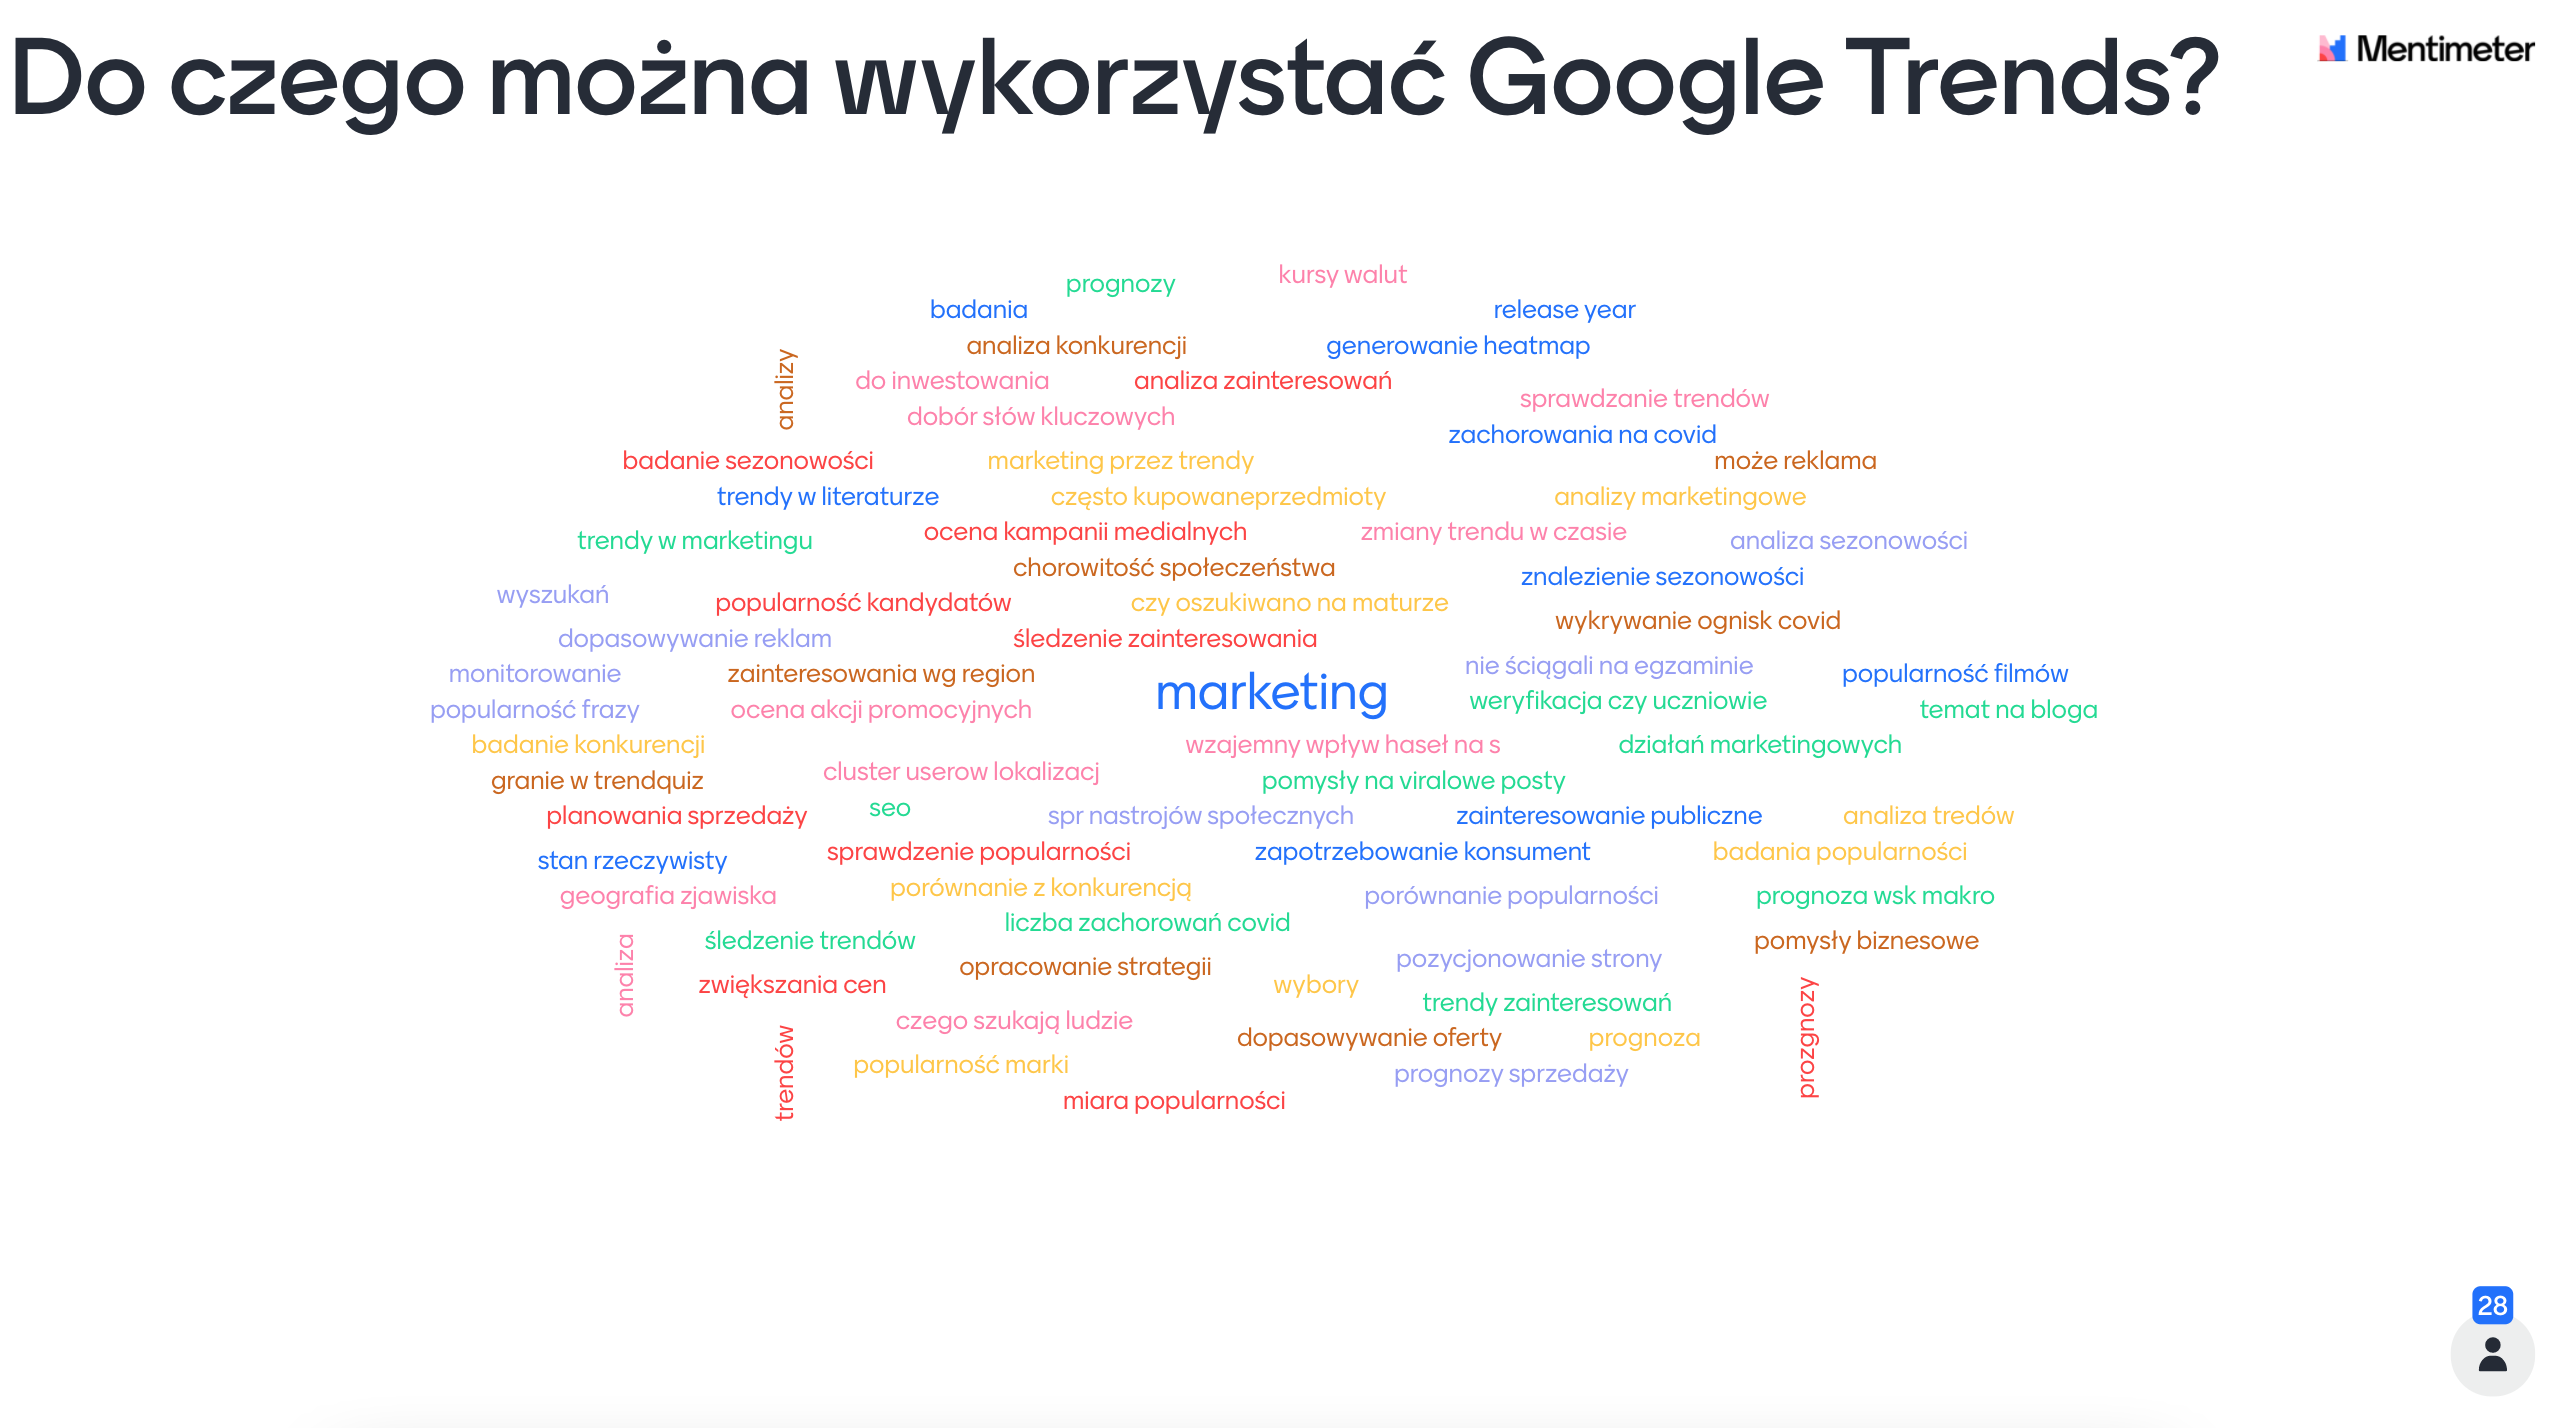 Do czego można wykorzystać Google Trends?
Mentimeter
prognozy
kursy walut
badania
release year
analiza konkurencji
generowanie heatmap
analizy
do inwestowania
analiza zainteresowań
sprawdzanie trendów
dobór słów kluczowych
zachorowania na covid
badanie sezonowości
marketing przez trendy
może reklama
trendy w literaturze
często kupowaneprzedmioty
analizy marketingowe
trendy w marketingu
ocena kampanii medialnych
zmiany trendu w czasie
analiza sezonowości
chorowitość społeczeństwa
znalezienie sezonowości
wyszukań
popularność kandydatów
czy oszukiwano na maturze
wykrywanie ognisk covid
dopasowywanie reklam
śledzenie zainteresowania
monitorowanie
zainteresowania wg region
marketing
nie ściągali na egzaminie
popularność filmów
popularność frazy
ocena akcji promocyjnych
weryfikacja czy uczniowie
temat na bloga
badanie konkurencji
wzajemny wpływ haseł na s
działań marketingowych
granie w trendquiz
cluster userow lokalizacj
pomysły na viralowe posty
planowania sprzedaży
seo
spr nastrojów społecznych
zainteresowanie publiczne
analiza tredów
stan rzeczywisty
sprawdzenie popularności
zapotrzebowanie konsument
badania popularności
geografia zjawiska
porównanie z konkurencją
porównanie popularności
prognoza wsk makro
liczba zachorowań covid
analiza
śledzenie trendów
pomysły biznesowe
opracowanie strategii
pozycjonowanie strony
zwiększania cen
wybory
trendy zainteresowań
prozgnozy
czego szukają ludzie
dopasowywanie oferty
prognoza
trendów
popularność marki
prognozy sprzedaży
miara popularności
28